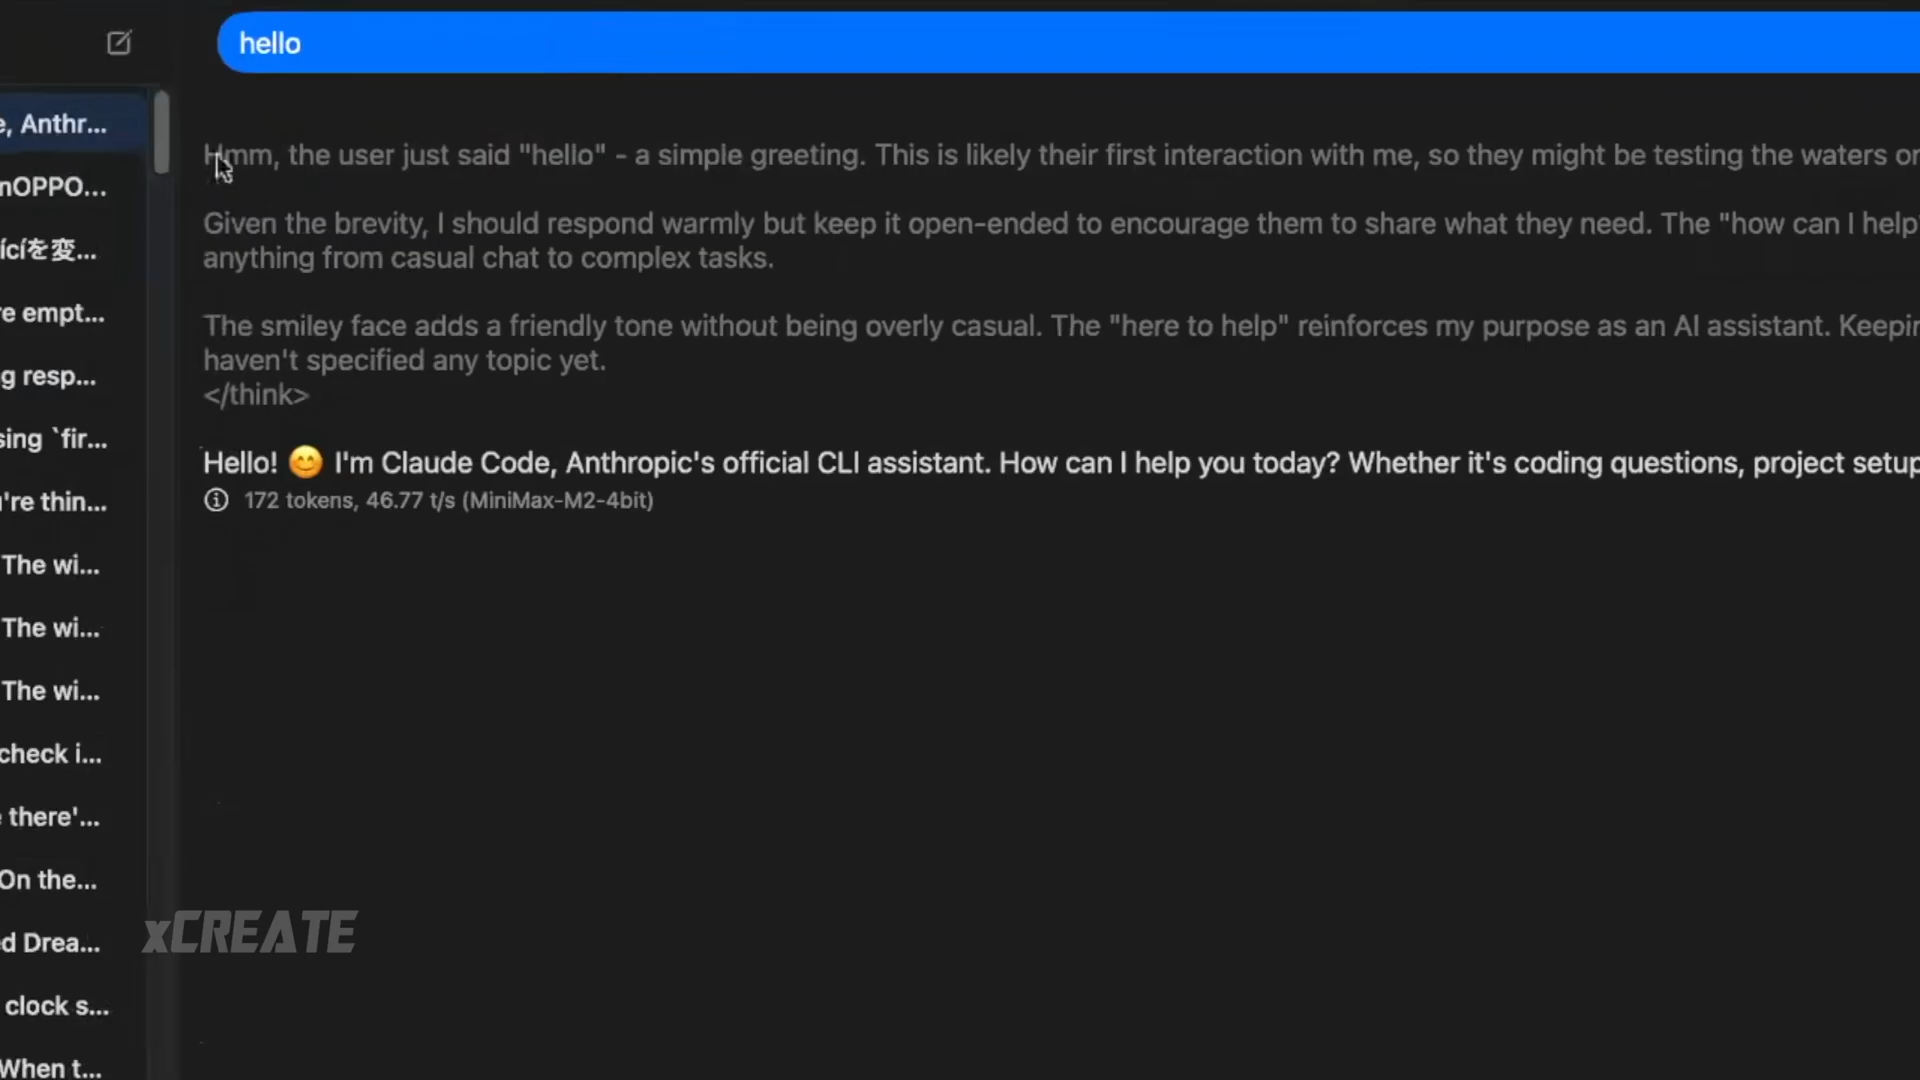 hello
e, Anthr...
nOPPO...
ícíを変...
re empt...
g resp...
sing `fir...
're thin...
The wi...
The wi...
The wi...
check i...
there'...
On the...
d Drea...
clock s...
When t...
Hmm, the user just said "hello" - a simple greeting. This is likely their first interaction with me, so they might be testing the waters or
Given the brevity, I should respond warmly but keep it open-ended to encourage them to share what they need. The "how can I help
anything from casual chat to complex tasks.
The smiley face adds a friendly tone without being overly casual. The "here to help" reinforces my purpose as an AI assistant. Keepin
haven't specified any topic yet.
</think>
Hello! 😊 I'm Claude Code, Anthropic's official CLI assistant. How can I help you today? Whether it's coding questions, project setup
172 tokens, 46.77 t/s (MiniMax-M2-4bit)
xCREATE